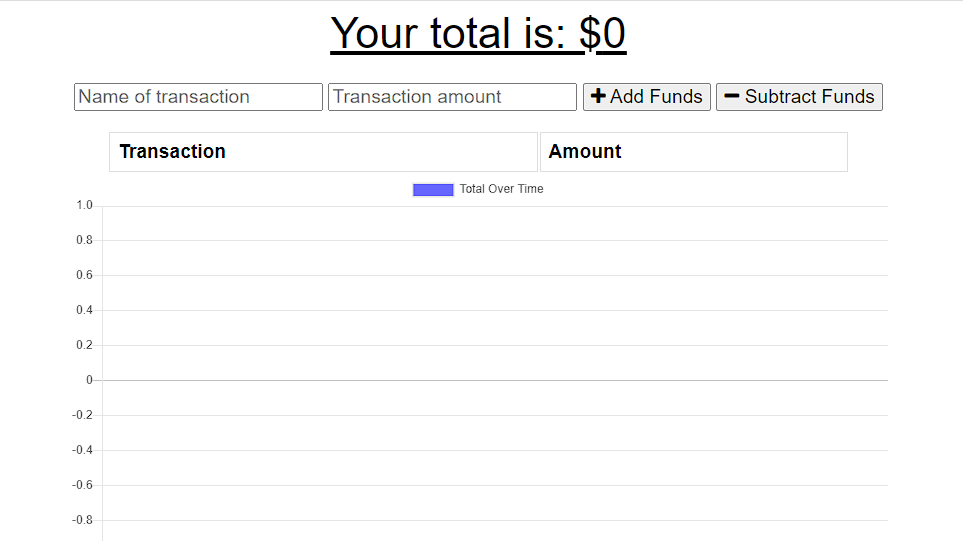 Your total is: $0
Name of transaction Transaction amount Add Funds Subtract Funds
Transaction Amount
Total Over Time
1.0
0.8
0.6
0.4
0.2
0
-0.2
-0.4
-0.6
-0.8